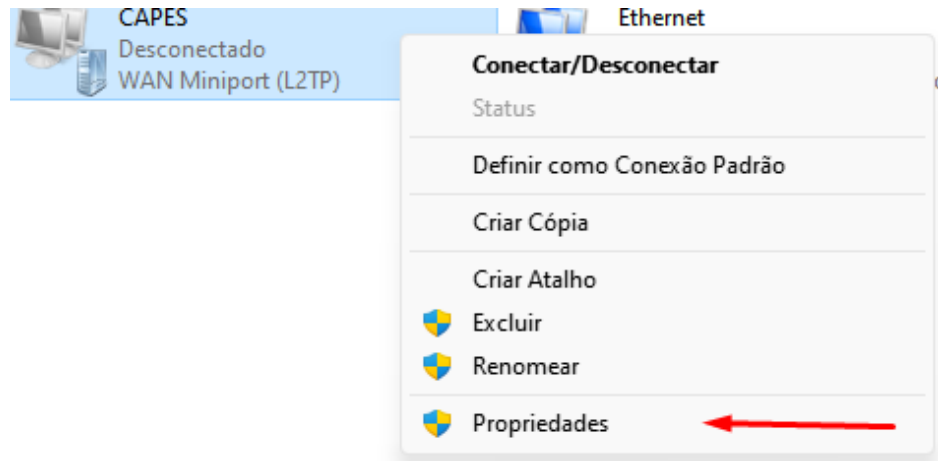 CAPES
Desconectado
WAN Miniport (L2TP)
Ethernet
Conectar/Desconectar
Status
Definir como Conexão Padrão
Criar Cópia
Criar Atalho
Excluir
Renomear
Propriedades